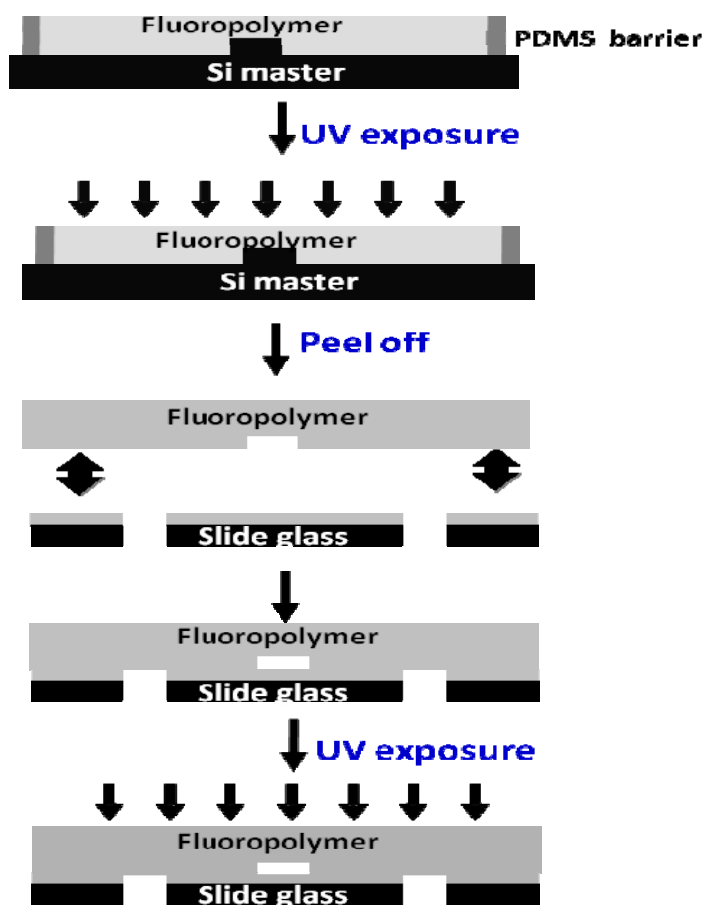 Fluoropolymer
PDMS barrier
Si master
UV exposure
Fluoropolymer
Si master
Peel off
Fluoropolymer
Slide glass
Fluoropolymer
Slide glass
UV exposure
Fluoropolymer
Slide glass